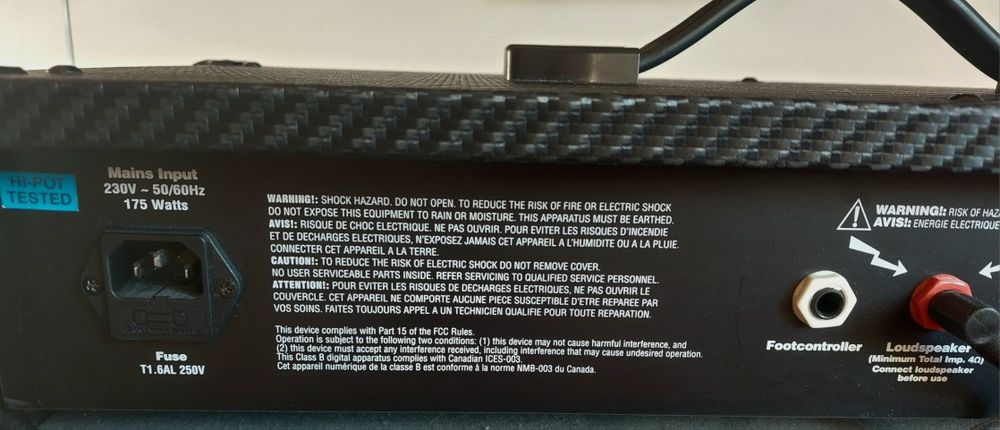 HI-POT
TESTED
Mains Input
230V ~ 50/60Hz
175 Watts
Fuse
T1.6AL 250V
WARNING!: SHOCK HAZARD. DO NOT OPEN. TO REDUCE THE RISK OF FIRE OR ELECTRIC SHOCK
DO NOT EXPOSE THIS EQUIPMENT TO RAIN OR MOISTURE. THIS APPARATUS MUST BE EARTHED.
AVIS!: RISQUE DE CHOC ELECTRIQUE. NE PAS OUVRIR. POUR EVITER LES RISQUES D'INCENDIE
ET DE DECHARGES ELECTRIQUES, N'EXPOSEZ JAMAIS CET APPAREIL A L'HUMIDITE OU A LA PLUIE.
CONNECTER CET APPAREIL A LA TERRE.
CAUTION!: TO REDUCE THE RISK OF ELECTRIC SHOCK DO NOT REMOVE COVER.
NO USER SERVICEABLE PARTS INSIDE. REFER SERVICING TO QUALIFIED SERVICE PERSONNEL.
ATTENTION!: POUR EVITER LES RISQUES DE DECHARGES ELECTRIQUES, NE PAS OUVRIR LE
COUVERCLE. CET APPAREIL NE COMPORTE AUCUNE PIECE SUSCEPTIBLE D'ETRE REPAREE PAR
VOS SOINS. FAITES TOUJOURS APPEL A UN TECHNICIEN QUALIFIE POUR TOUTE REPARATION.
This device complies with Part 15 of the FCC Rules.
Operation is subject to the following two conditions: (1) this device may not cause harmful interference, and
(2) this device must accept any interference received, including interference that may cause undesired operation.
This Class B digital apparatus complies with Canadian ICES-003.
Cet appareil numérique de la classe B est conforme à la norme NMB-003 du Canada.
WARNING!: RISK OF HAZ
AVIS!: ENERGIE ELECTRIQUE
Footcontroller
Loudspeaker
(Minimum Total Imp. 4Ω)
Connect loudspeaker
before use